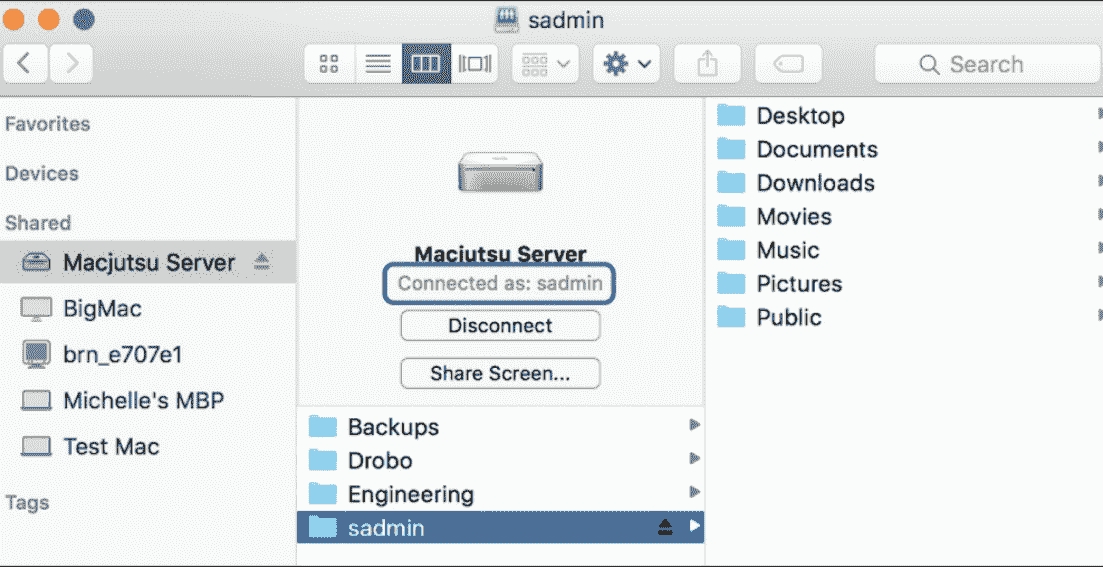 sadmin
Search
Favorites
Devices
Shared
Macjutsu Server
BigMac
brn_e707e1
Michelle's MBP
Test Mac
Tags
Macjutsu Server
Connected as: sadmin
Disconnect
Share Screen...
Backups
Drobo
Engineering
sadmin
Desktop
Documents
Downloads
Movies
Music
Pictures
Public